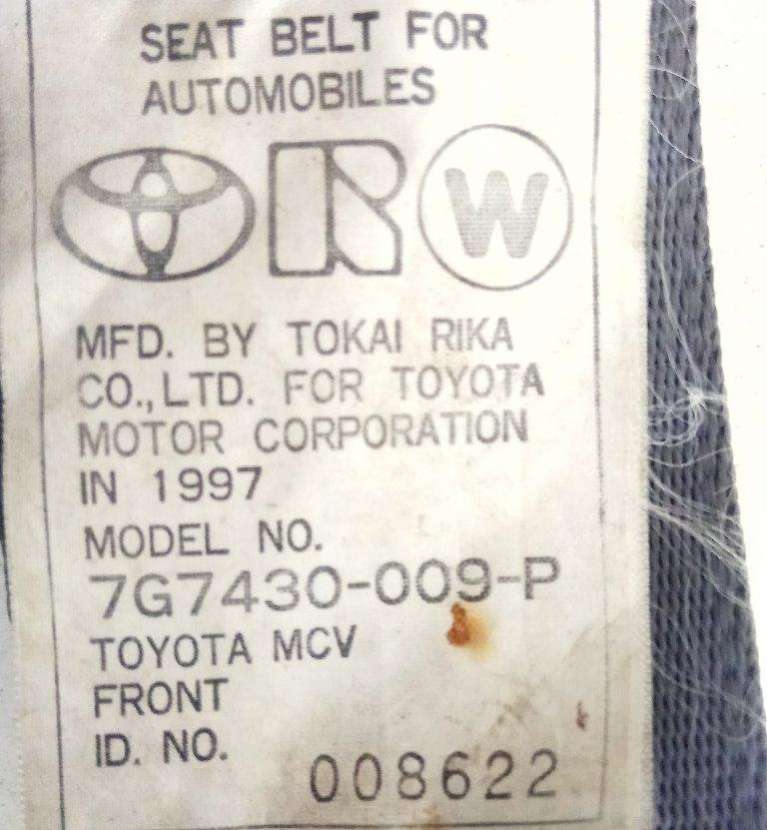 SEAT BELT FOR
AUTOMOBILES
R W
MFD. BY TOKAI RIKA
CO., LTD. FOR TOYOTA
MOTOR CORPORATION
IN 1997
MODEL NO.
7G7430-009-P
TOYOTA MCV
FRONT
ID. NO.
008622